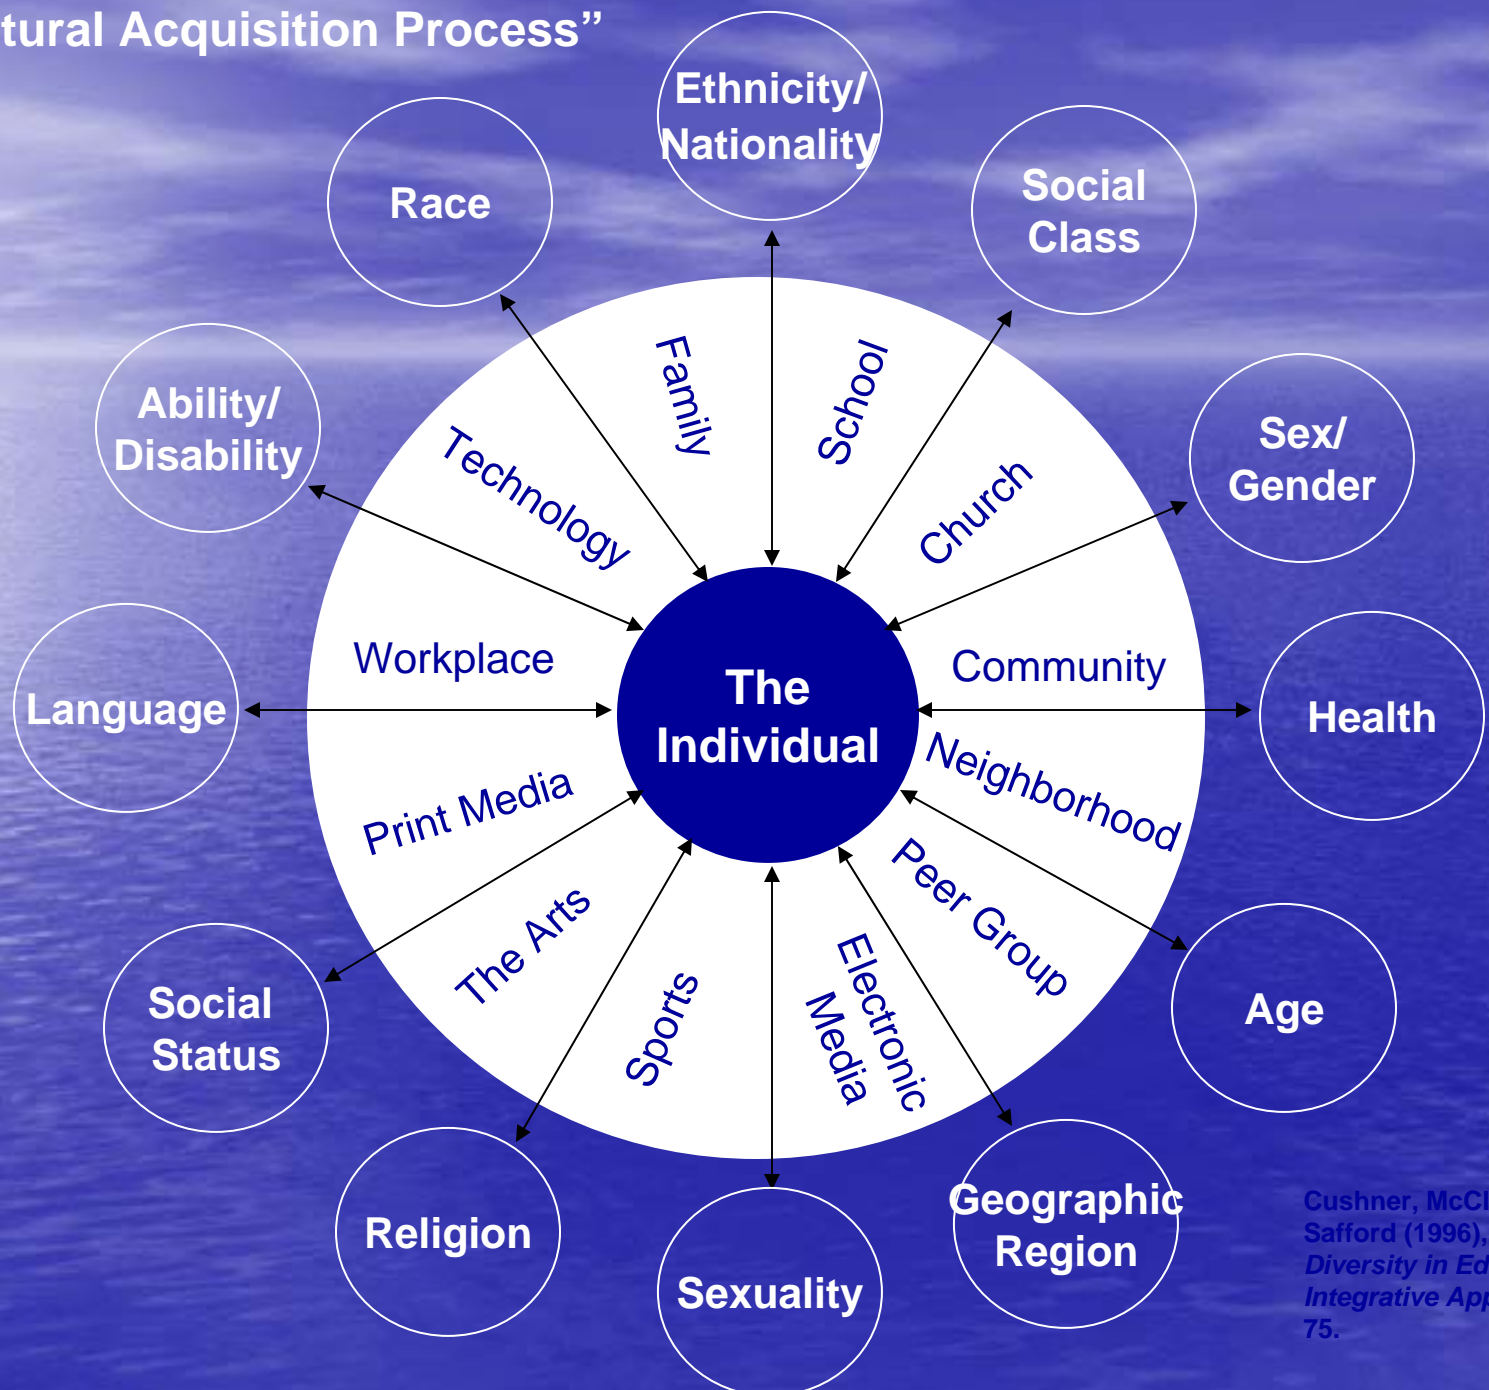 tural Acquisition Process”
Ethnicity/
Nationality
Race
Social
Class
Ability/
Disability
Sex/
Gender
Language
Health
Social
Status
Age
Religion
Geographic
Region
Sexuality
Family
School
Technology
Church
Workplace
Community
Print Media
Neighborhood
The Arts
Peer Group
Sports
Electronic
Media
The
Individual
Cushner, McCl
Safford (1996),
Diversity in Ed
Integrative App
75.